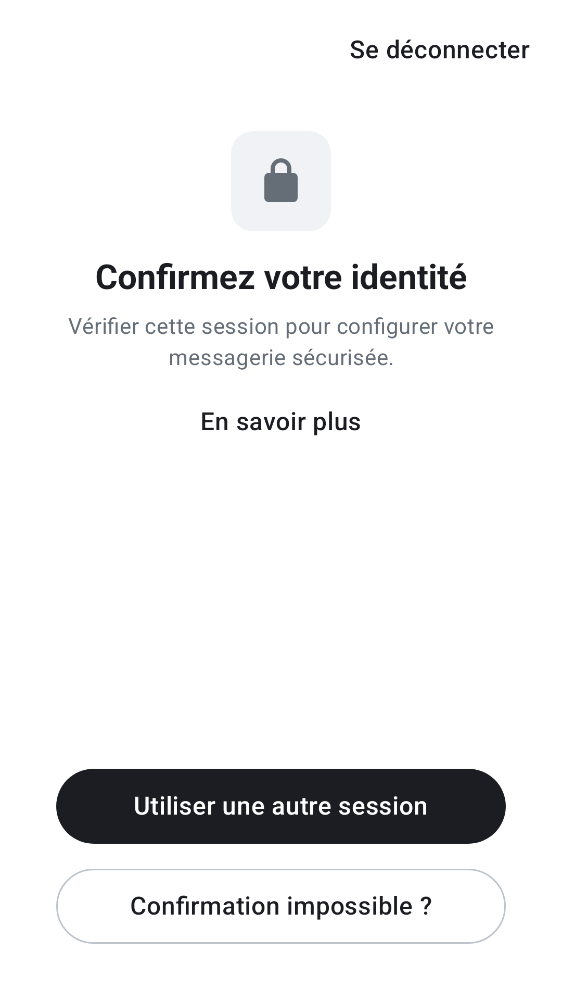 Se déconnecter
Confirmez votre identité
Vérifier cette session pour configurer votre
messagerie sécurisée.
En savoir plus
Utiliser une autre session
Confirmation impossible ?